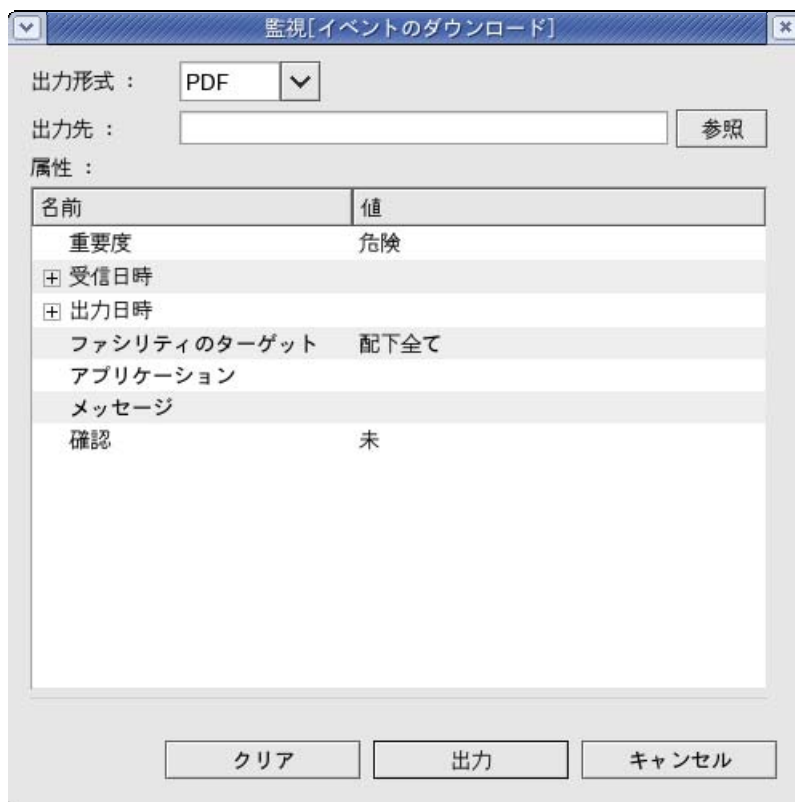 監視[イベントのダウンロード]
出力形式 : PDF
出力先 : 参照
属性 :
名前 値
重要度 危険
受信日時
出力日時
ファシリティのターゲット 配下全て
アプリケーション
メッセージ
確認 未
クリア 出力 キャンセル